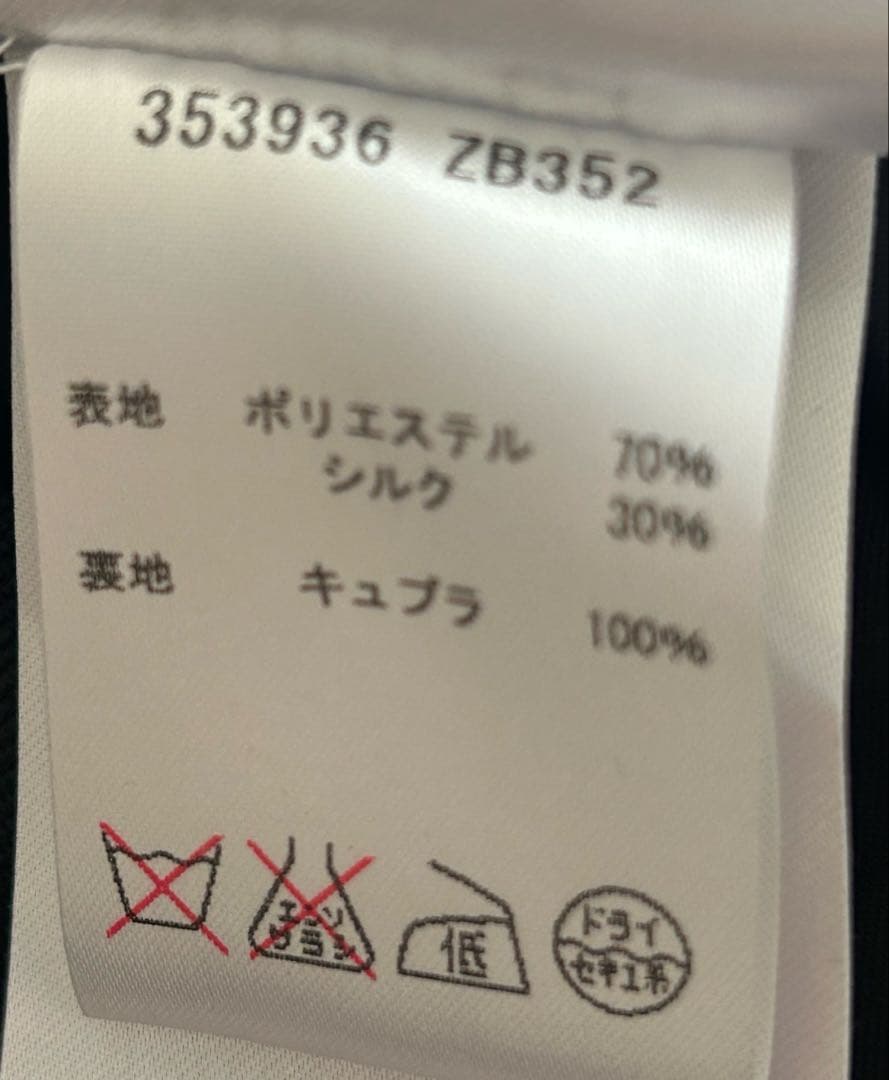 353936 ZB352
表地 ポリエステル 70%
シルク 30%
裏地 キュプラ 100%
エンソ
サラシ
低
ドライ
セキユ系